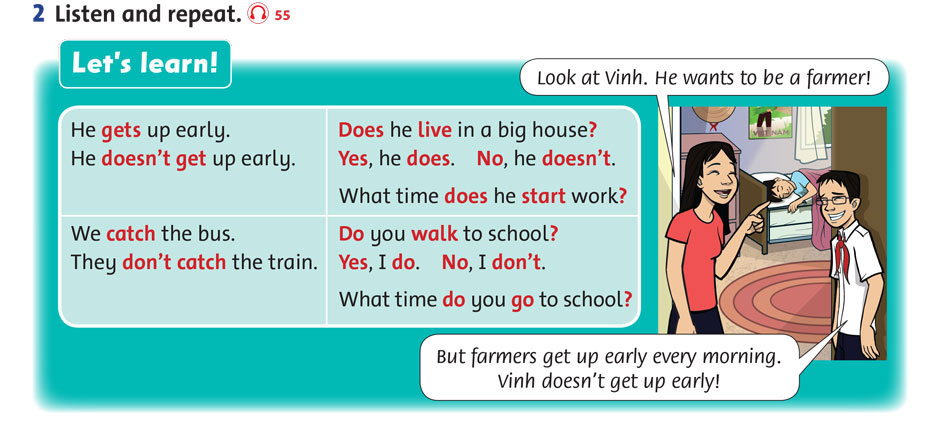 2 Listen and repeat. 55
Let's learn!
Look at Vinh. He wants to be a farmer!
He gets up early.
He doesn't get up early.
Does he live in a big house?
Yes, he does. No, he doesn't.
What time does he start work?
We catch the bus.
They don't catch the train.
Do you walk to school?
Yes, I do. No, I don't.
What time do you go to school?
VIETNAM
But farmers get up early every morning.
Vinh doesn't get up early!